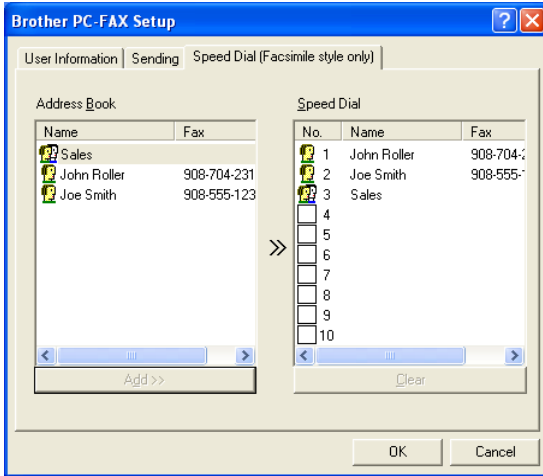 Brother PC-FAX Setup
User Information Sending Speed Dial (Facsimile style only)
Address Book Speed Dial
Name Fax No. Name Fax
Sales 1 John Roller 908-704-2
John Roller 908-704-231 2 Joe Smith 908-555-1
Joe Smith 908-555-123 3 Sales
4
5
6
7
8
9
10
Add >> Clear
OK Cancel